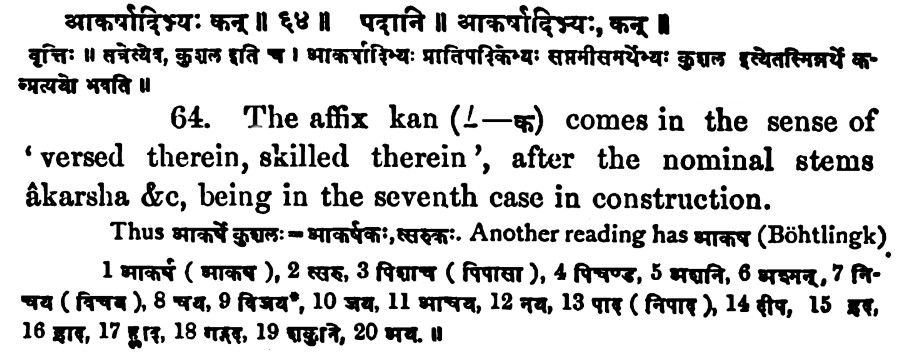 आकर्षादिभ्यः कन् ॥ ६४ ॥ पदानि ॥ आकर्षादिभ्यः, कन् ॥
वृत्तिः ॥ तत्रेत्येव, कुशल इति च । आकर्षादिभ्यः प्रातिपदिकेभ्यः सप्तमीसमर्थेभ्यः कुशल इत्येतस्मिन्नर्थे क-
न्प्रत्ययो भवति ॥
64. The affix kan (⊥—क) comes in the sense of
‘versed therein, skilled therein’, after the nominal stems
âkarsha &c, being in the seventh case in construction.
Thus आकर्षे कुशलः=आकर्षकः, त्सरुकः. Another reading has आकष (Böhtlingk)
1 आकर्ष (आकष), 2 त्सरु, 3 पिशाच (पिपासा), 4 पिचण्ड, 5 अशनि, 6 अश्मन्, 7 नि-
चय (विचय), 8 चय, 9 विजय*, 10 जय, 11 आचय, 12 नय, 13 पाद (निपाद), 14 दीप, 15 ह्रद,
16 ह्राद, 17 ह्लाद, 18 गद्गद, 19 शकुनि, 20 अय. ॥